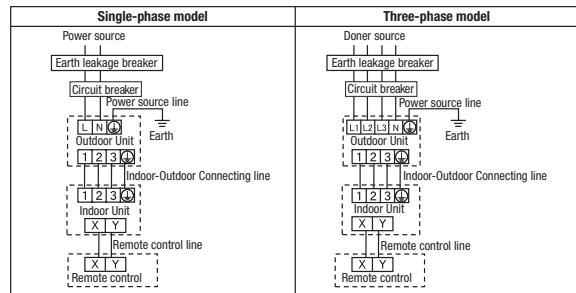 Single-phase model
Power source
Earth leakage breaker
Circuit breaker
Power source line
L N
Earth
Outdoor Unit
1 2 3
Indoor-Outdoor Connecting line
1 2 3
Indoor Unit
X Y
Remote control line
X Y
Remote control
Three-phase model
Doner source
Earth leakage breaker
Circuit breaker
Power source line
L1 L2 L3 N
Earth
Outdoor Unit
1 2 3
Indoor-Outdoor Connecting line
1 2 3
Indoor Unit
X Y
Remote control line
X Y
Remote control